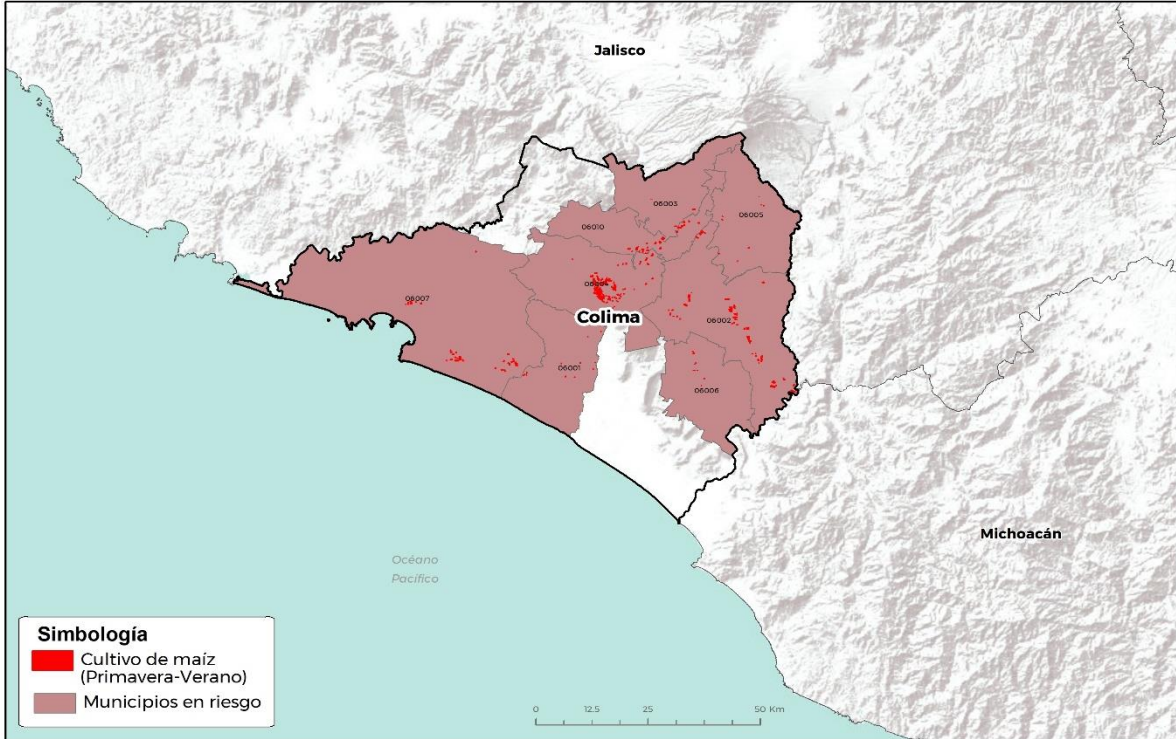 Jalisco
06003
06005
06010
06004
06007
Colima
06002
06001
06006
Michoacán
Océano
Pacífico
Simbología
Cultivo de maíz
(Primavera-Verano)
Municipios en riesgo
0 12.5 25 50 Km